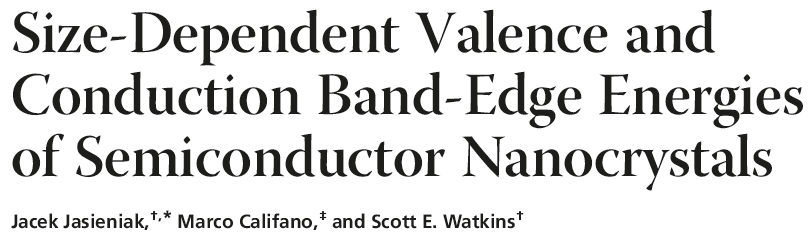 Size-Dependent Valence and
Conduction Band-Edge Energies
of Semiconductor Nanocrystals
Jacek Jasieniak,†,* Marco Califano,‡ and Scott E. Watkins†